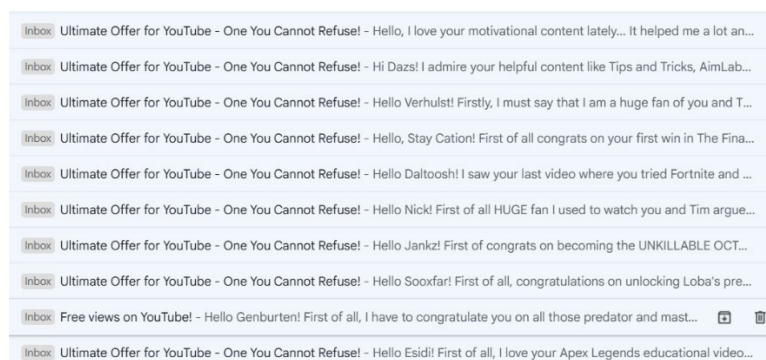 Inbox Ultimate Offer for YouTube - One You Cannot Refuse! - Hello, I love your motivational content lately... It helped me a lot an...
Inbox Ultimate Offer for YouTube - One You Cannot Refuse! - Hi Dazs! I admire your helpful content like Tips and Tricks, AimLab...
Inbox Ultimate Offer for YouTube - One You Cannot Refuse! - Hello Verhulst! Firstly, I must say that I am a huge fan of you and T...
Inbox Ultimate Offer for YouTube - One You Cannot Refuse! - Hello, Stay Cation! First of all congrats on your first win in The Fina...
Inbox Ultimate Offer for YouTube - One You Cannot Refuse! - Hello Daltoosh! I saw your last video where you tried Fortnite and ...
Inbox Ultimate Offer for YouTube - One You Cannot Refuse! - Hello Nick! First of all HUGE fan I used to watch you and Tim argue...
Inbox Ultimate Offer for YouTube - One You Cannot Refuse! - Hello Jankz! First of congrats on becoming the UNKILLABLE OCT...
Inbox Ultimate Offer for YouTube - One You Cannot Refuse! - Hello Sooxfar! First of all, congratulations on unlocking Loba's pre...
Inbox Free views on YouTube! - Hello Genburten! First of all, I have to congratulate you on all those predator and mast...
Inbox Ultimate Offer for YouTube - One You Cannot Refuse! - Hello Esidi! First of all, I love your Apex Legends educational video...